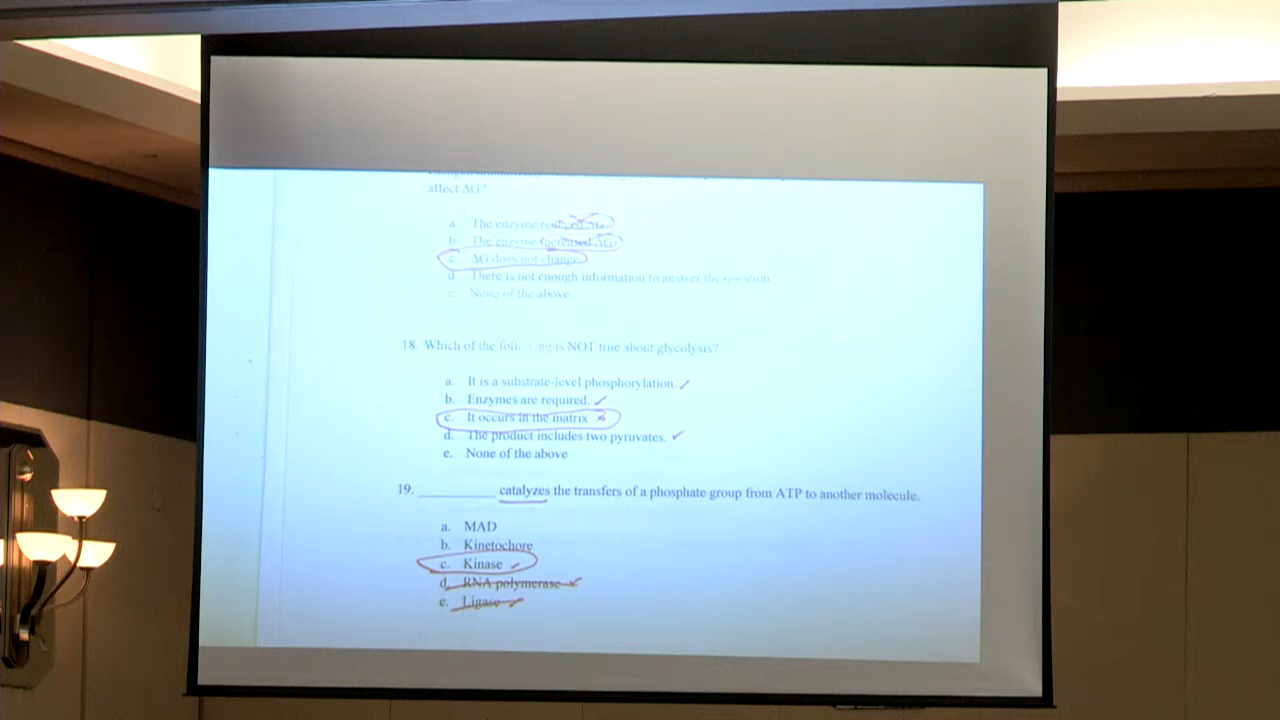 affect ΔG?
a. The enzyme reduced ΔG.
b. The enzyme increased ΔG.
c. ΔG does not change.
d. There is not enough information to answer the question
e. None of the above
18. Which of the following is NOT true about glycolysis?
a. It is a substrate-level phosphorylation.
b. Enzymes are required.
c. It occurs in the matrix
d. The product includes two pyruvates.
e. None of the above
19. __________ catalyzes the transfers of a phosphate group from ATP to another molecule.
a. MAD
b. Kinetochore
c. Kinase
d. RNA polymerase
e. Ligase